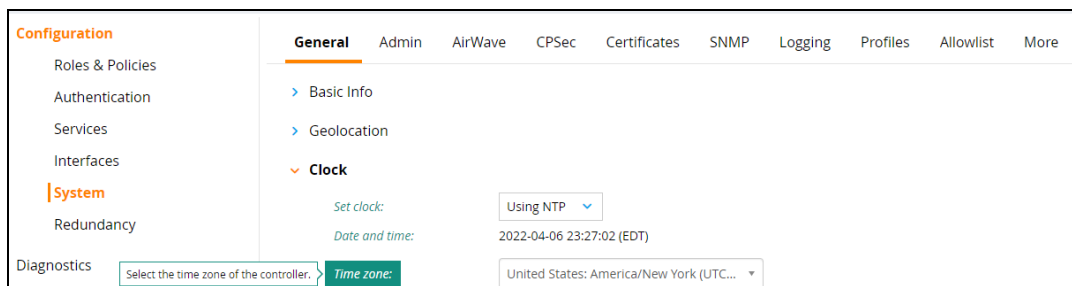 Configuration
Roles & Policies
Authentication
Services
Interfaces
System
Redundancy
Diagnostics
General Admin AirWave CPSec Certificates SNMP Logging Profiles Allowlist More
Basic Info
Geolocation
Clock
Set clock: Using NTP
Date and time: 2022-04-06 23:27:02 (EDT)
Select the time zone of the controller.
Time zone: United States: America/New York (UTC...